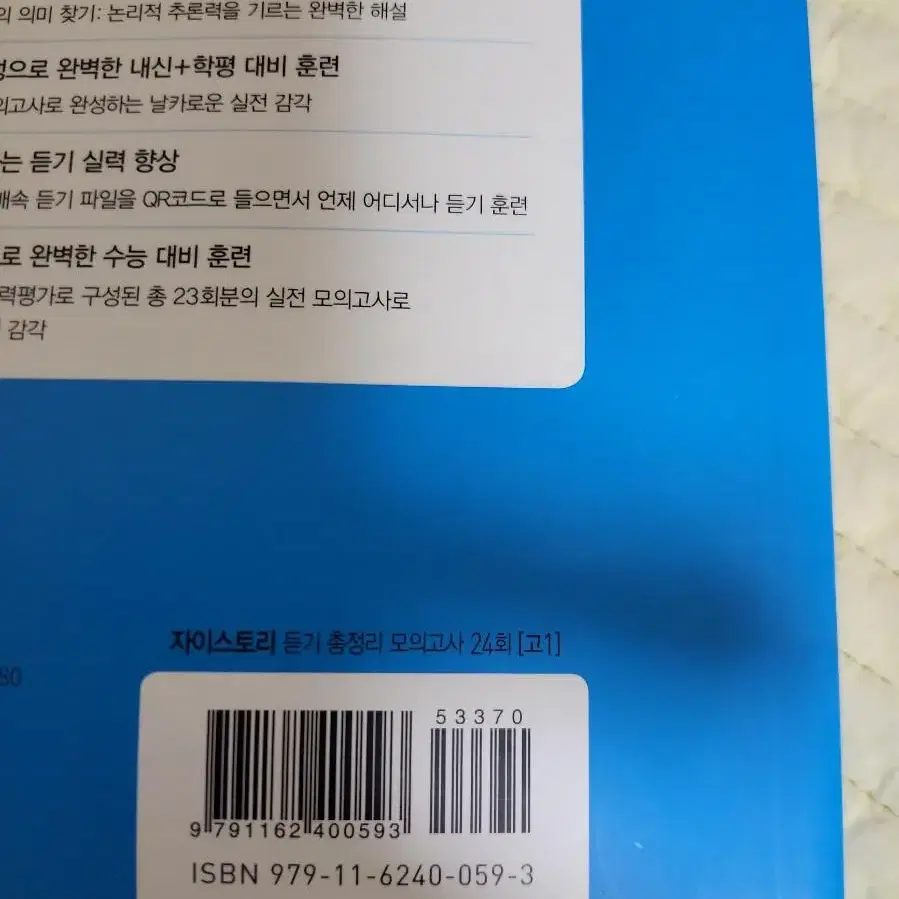 의 의미 찾기: 논리적 추론력을 기르는 완벽한 해설
으로 완벽한 내신+학평 대비 훈련
의고사로 완성하는 날카로운 실전 감각
는 듣기 실력 향상
배속 듣기 파일을 QR코드로 들으면서 언제 어디서나 듣기 훈련
로 완벽한 수능 대비 훈련
력평가로 구성된 총 23회분의 실전 모의고사로
감각
자이스토리 듣기 총정리 모의고사 24회 [고1]
80
53370
9 791162 400593
ISBN 979-11-6240-059-3